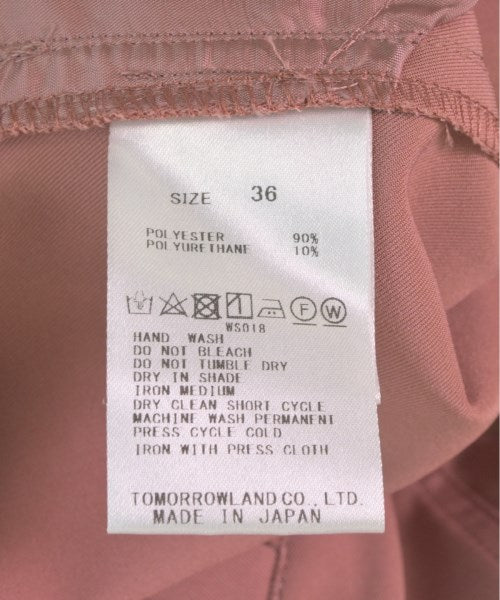 SIZE 36
POLYESTER 90%
POLYURETHANE 10%
F W
WS018
HAND WASH
DO NOT BLEACH
DO NOT TUMBLE DRY
DRY IN SHADE
IRON MEDIUM
DRY CLEAN SHORT CYCLE
MACHINE WASH PERMANENT
PRESS CYCLE COLD
IRON WITH PRESS CLOTH
TOMORROWLAND CO., LTD.
MADE IN JAPAN